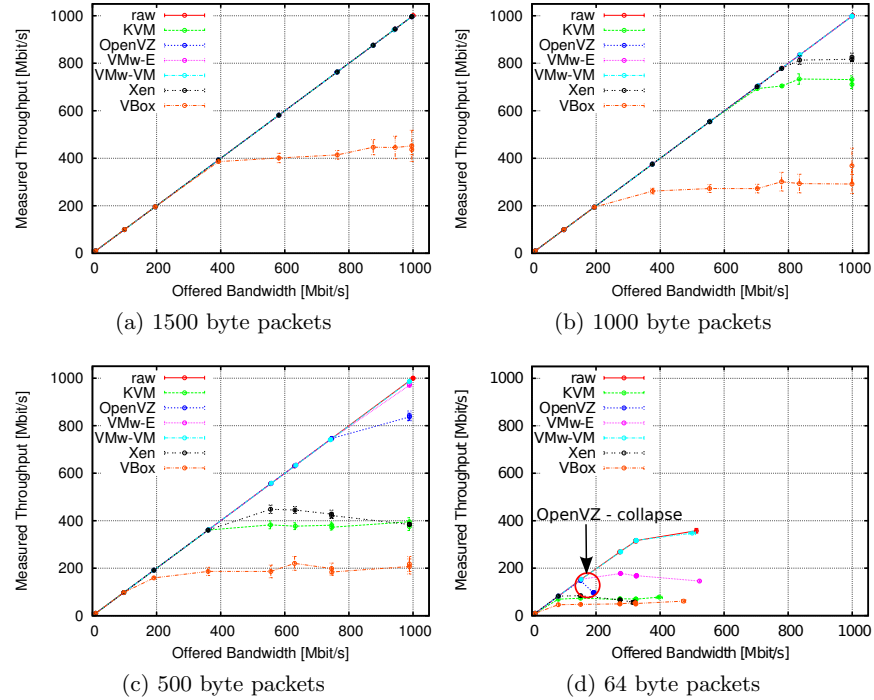 Measured Throughput [Mbit/s]
1000
800
600
400
200
0
raw
KVM
OpenVZ
VMw-E
VMw-VM
Xen
VBox
0 200 400 600 800 1000
Offered Bandwidth [Mbit/s]
(a) 1500 byte packets
Measured Throughput [Mbit/s]
1000
800
600
400
200
0
raw
KVM
OpenVZ
VMw-E
VMw-VM
Xen
VBox
0 200 400 600 800 1000
Offered Bandwidth [Mbit/s]
(b) 1000 byte packets
Measured Throughput [Mbit/s]
1000
800
600
400
200
0
raw
KVM
OpenVZ
VMw-E
VMw-VM
Xen
VBox
0 200 400 600 800 1000
Offered Bandwidth [Mbit/s]
(c) 500 byte packets
Measured Throughput [Mbit/s]
1000
800
600
400
200
0
raw
KVM
OpenVZ
VMw-E
VMw-VM
Xen
VBox
OpenVZ - collapse
0 200 400 600 800 1000
Offered Bandwidth [Mbit/s]
(d) 64 byte packets